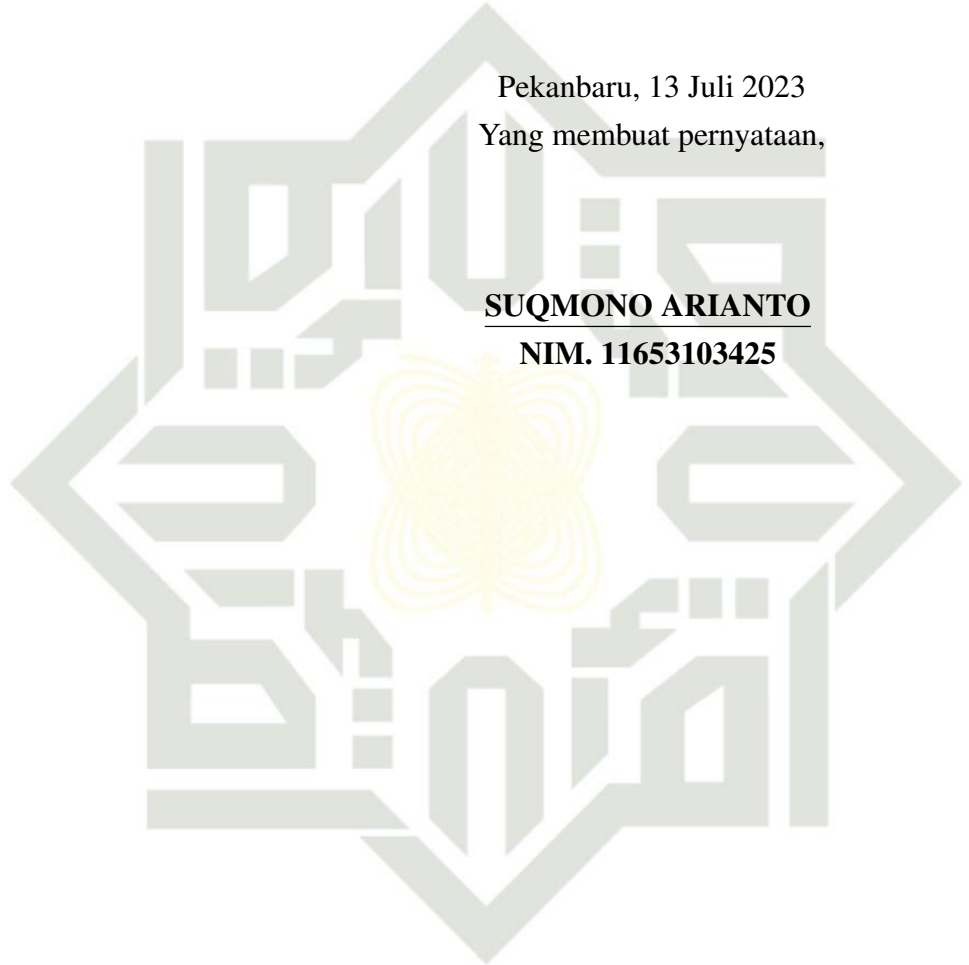 Pekanbaru, 13 Juli 2023
Yang membuat pernyataan,
SUQMONO ARIANTO
NIM. 11653103425